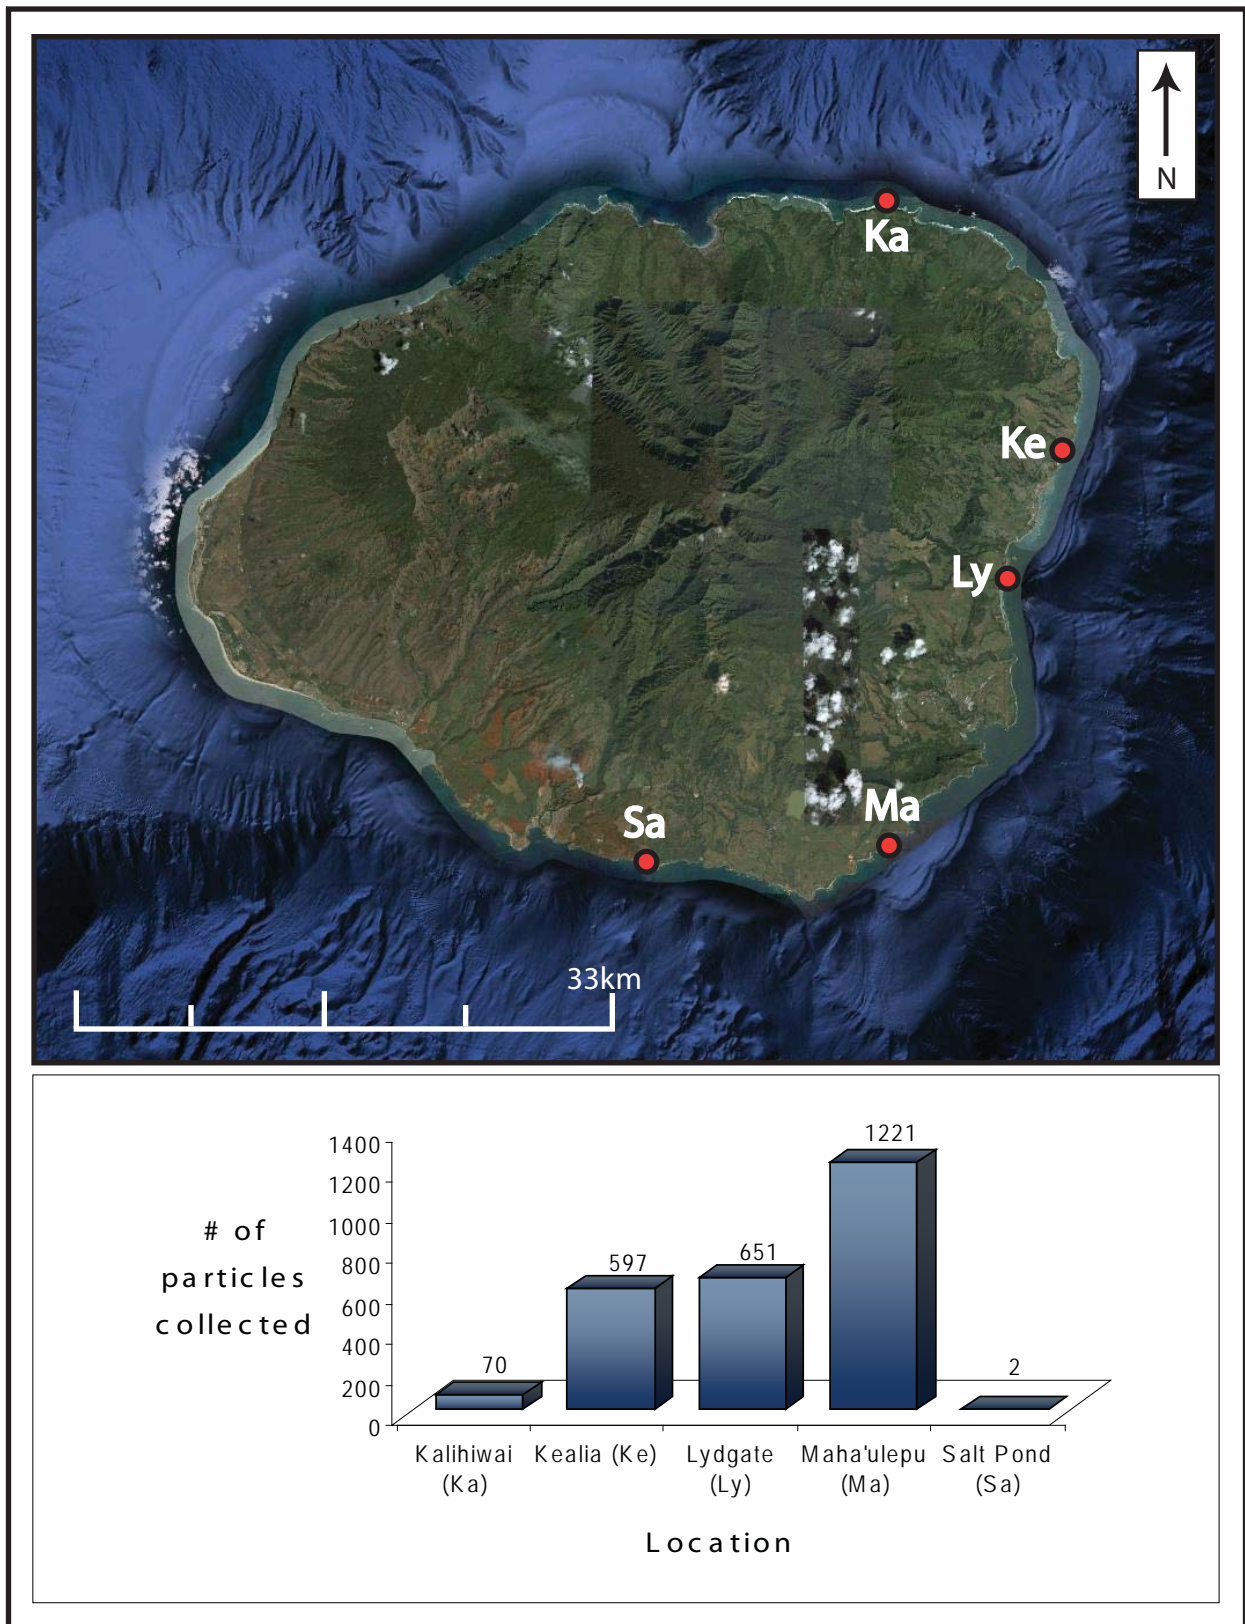 N
Ka
Ke
Ly
Ma
Sa
33km
# of
particles
collected
1400
1200
1000
800
600
400
200
0
70
597
651
1221
2
Kalihiwai
(Ka)
Kealia (Ke)
Lydgate
(Ly)
Maha'ulepu
(Ma)
Salt Pond
(Sa)
Location